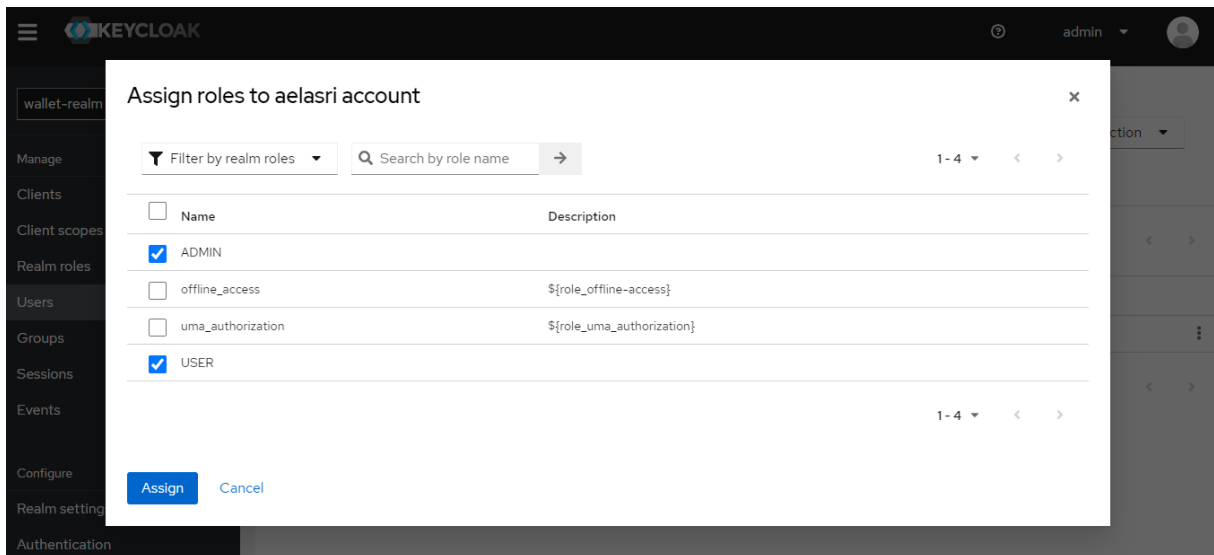 KEYCLOAK
admin
wallet-realm
Assign roles to aelasri account
ction
Manage
Filter by realm roles
Search by role name
1 - 4
Clients
Name Description
Client scopes
ADMIN
Realm roles
offline_access ${role_offline-access}
Users
uma_authorization ${role_uma_authorization}
Groups
USER
Sessions
Events
1 - 4
Configure
Assign Cancel
Realm setting
Authentication